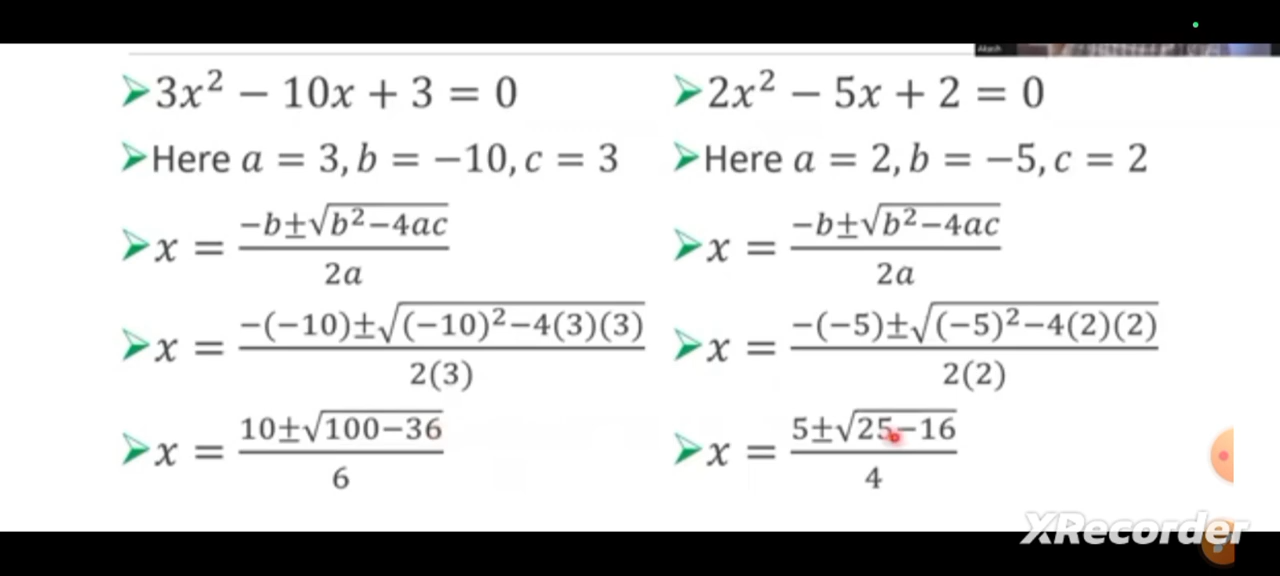 ➤3x² − 10x + 3 = 0
➤Here a = 3, b = −10, c = 3
➤x = (−b±√(b²−4ac))/(2a)
➤x = (−(−10)±√((−10)²−4(3)(3)))/(2(3))
➤x = (10±√(100−36))/6
➤2x² − 5x + 2 = 0
➤Here a = 2, b = −5, c = 2
➤x = (−b±√(b²−4ac))/(2a)
➤x = (−(−5)±√((−5)²−4(2)(2)))/(2(2))
➤x = (5±√(25−16))/4
XRecorder